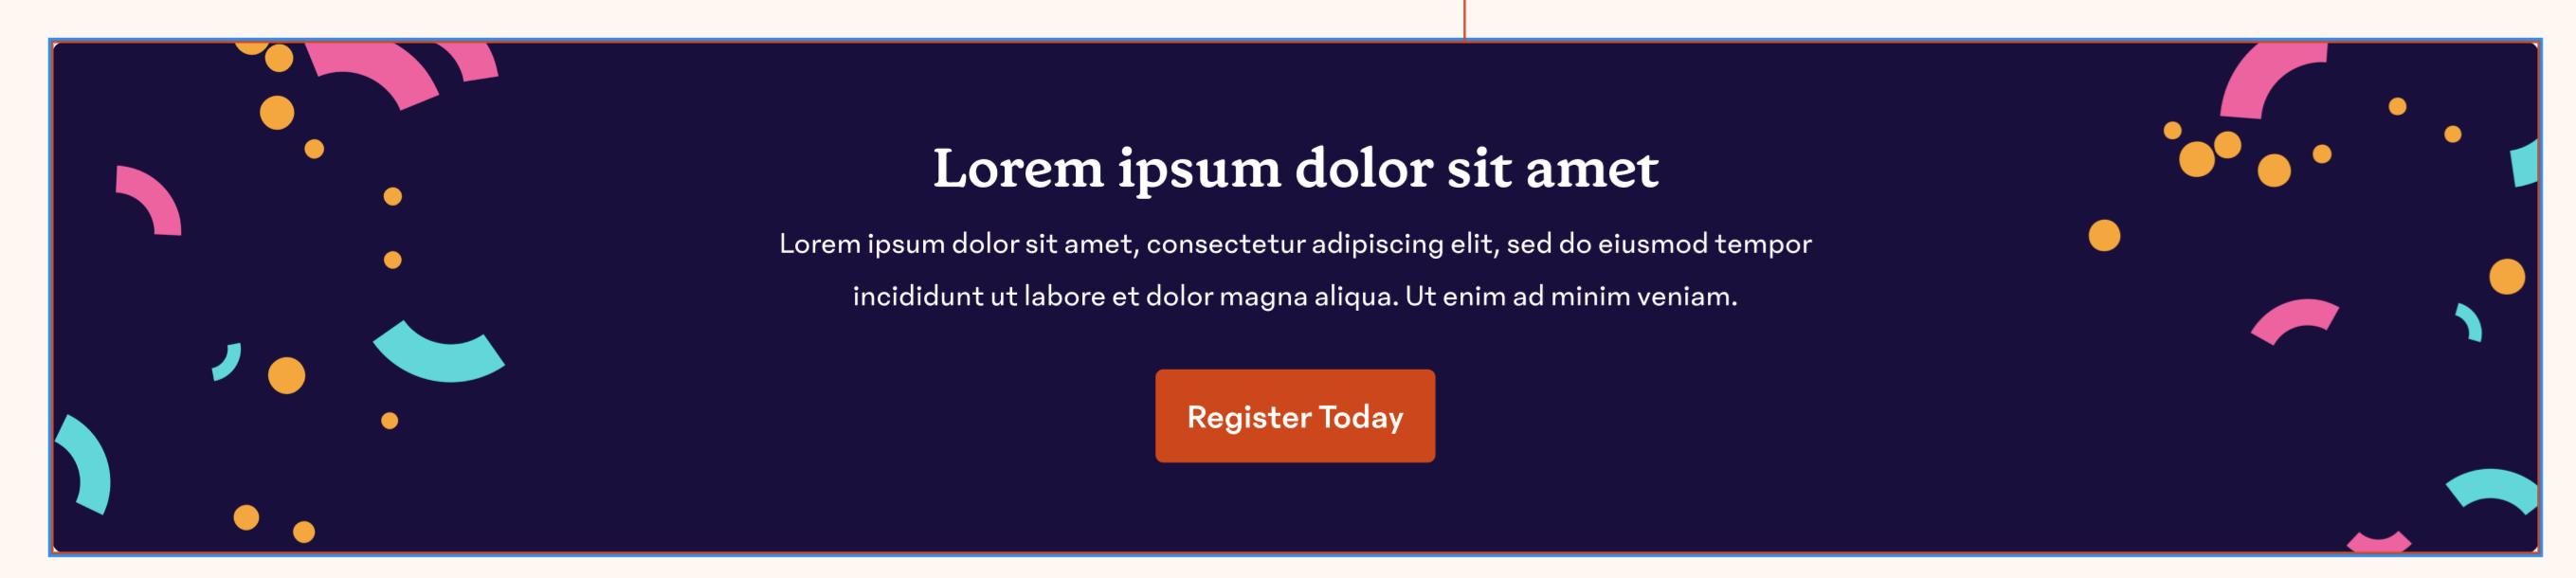 Lorem ipsum dolor sit amet
Lorem ipsum dolor sit amet, consectetur adipiscing elit, sed do eiusmod tempor
incididunt ut labore et dolor magna aliqua. Ut enim ad minim veniam.
Register Today